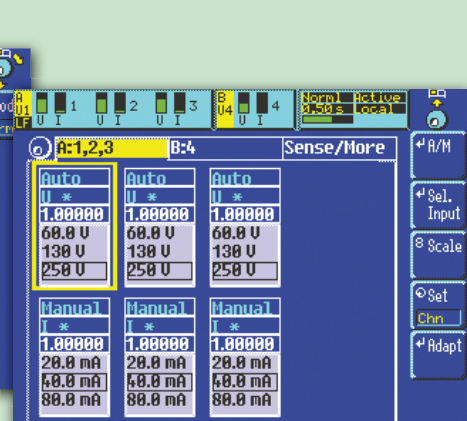 A
U1
LF
1
U I
2
U I
3
U I
B
U4
4
U I
Norml Active
0.50s Local
A:1,2,3
B:4
Sense/More
Auto
U *
1.00000
60.0 V
130 V
250 V
Auto
U *
1.00000
60.0 V
130 V
250 V
Auto
U *
1.00000
60.0 V
130 V
250 V
Manual
I *
1.00000
20.0 mA
40.0 mA
80.0 mA
Manual
I *
1.00000
20.0 mA
40.0 mA
80.0 mA
Manual
I *
1.00000
20.0 mA
40.0 mA
80.0 mA
A/M
Sel.
Input
8 Scale
Set
Chn
Adapt